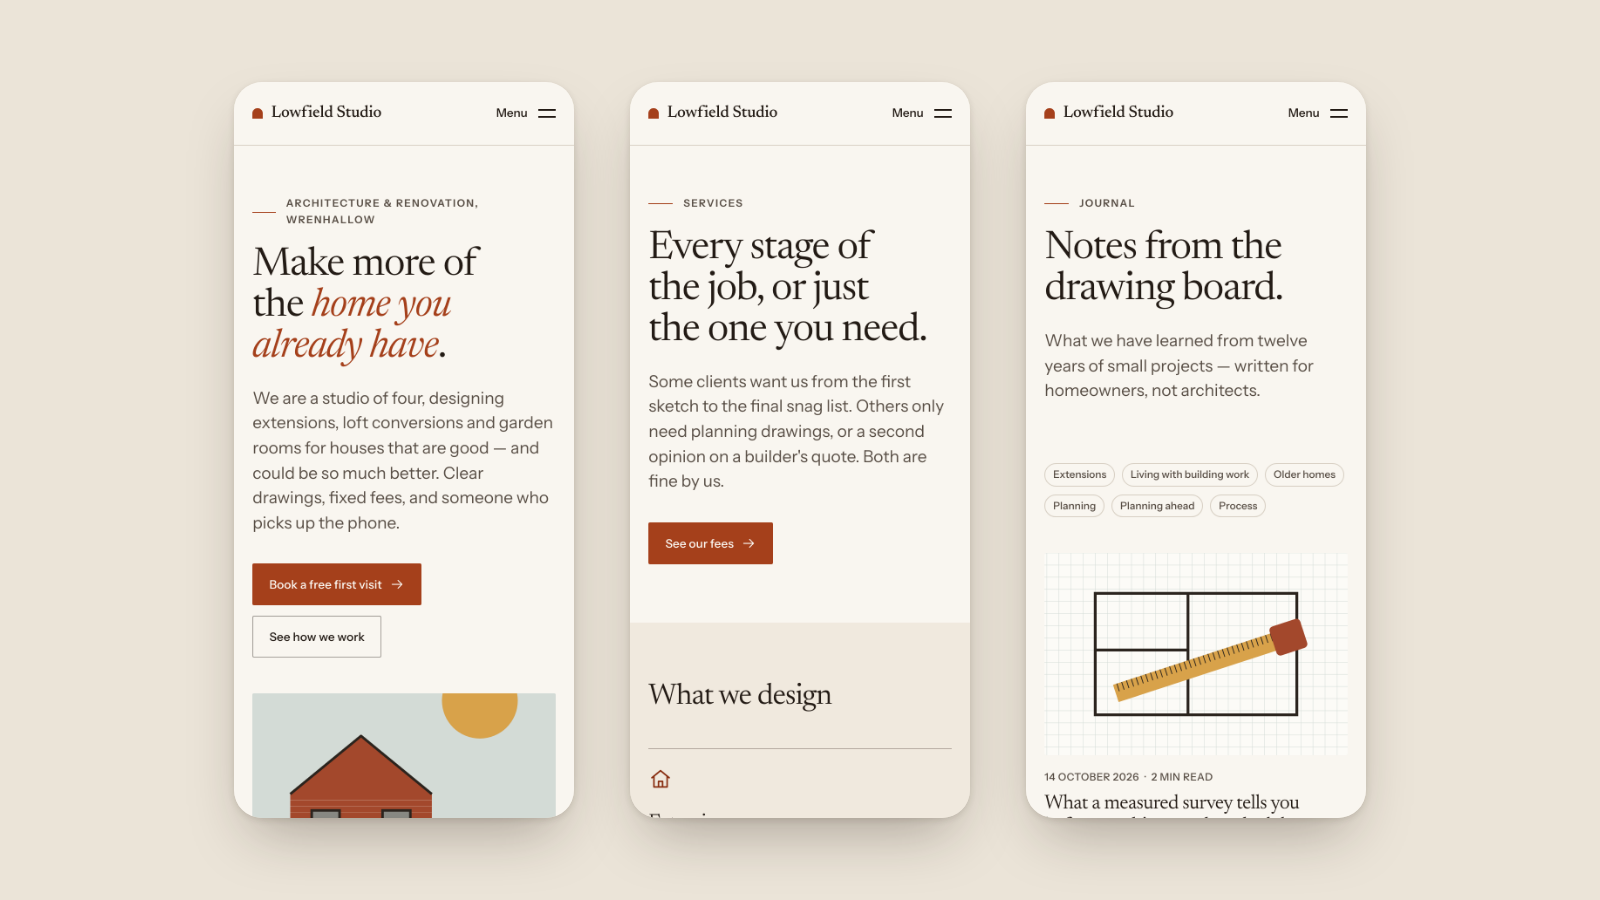 Lowfield Studio
Menu
ARCHITECTURE & RENOVATION,
WRENHALLOW
Make more of
the home you
already have.
We are a studio of four, designing
extensions, loft conversions and garden
rooms for houses that are good — and
could be so much better. Clear
drawings, fixed fees, and someone who
picks up the phone.
Book a free first visit
See how we work
Lowfield Studio
Menu
SERVICES
Every stage of
the job, or just
the one you need.
Some clients want us from the first
sketch to the final snag list. Others only
need planning drawings, or a second
opinion on a builder's quote. Both are
fine by us.
See our fees
What we design
Lowfield Studio
Menu
JOURNAL
Notes from the
drawing board.
What we have learned from twelve
years of small projects — written for
homeowners, not architects.
Extensions
Living with building work
Older homes
Planning
Planning ahead
Process
14 OCTOBER 2026 · 2 MIN READ
What a measured survey tells you